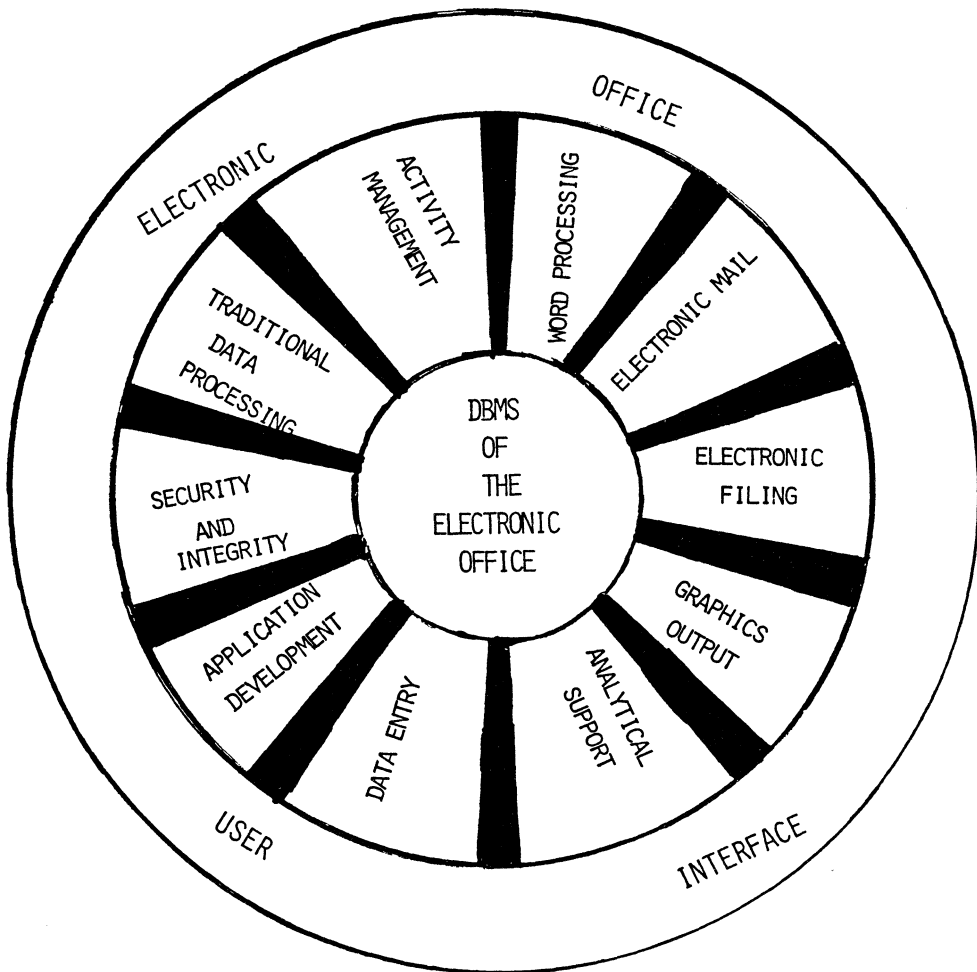 ELECTRONIC
OFFICE
USER
INTERFACE
ACTIVITY
MANAGEMENT
WORD PROCESSING
ELECTRONIC MAIL
ELECTRONIC
FILING
GRAPHICS
OUTPUT
ANALYTICAL
SUPPORT
DATA ENTRY
APPLICATION
DEVELOPMENT
SECURITY
AND
INTEGRITY
TRADITIONAL
DATA
PROCESSING
DBMS
OF
THE
ELECTRONIC
OFFICE